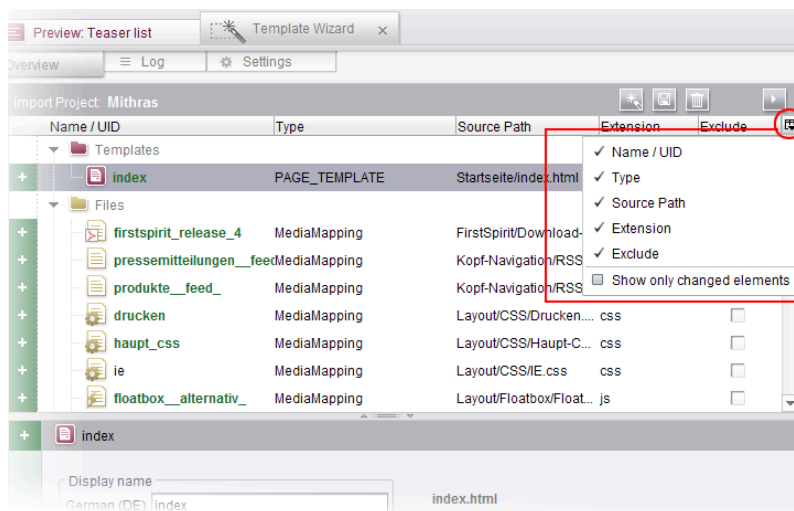 Preview: Teaser list
Template Wizard x
Overview
Log
Settings
Import Project: Mithras
Name / UID Type Source Path Extension Exclude
Templates
index PAGE_TEMPLATE Startseite/index.html
Files
firstspirit_release_4 MediaMapping FirstSpirit/Download-
pressemitteilungen__feed MediaMapping Kopf-Navigation/RSS
produkte__feed_ MediaMapping Kopf-Navigation/RSS
drucken MediaMapping Layout/CSS/Drucken.... css
haupt_css MediaMapping Layout/CSS/Haupt-C... css
ie MediaMapping Layout/CSS/IE.css css
floatbox__alternativ_ MediaMapping Layout/Floatbox/Float... js
✓ Name / UID
✓ Type
✓ Source Path
✓ Extension
✓ Exclude
Show only changed elements
index
Display name
German (DE) index
index.html